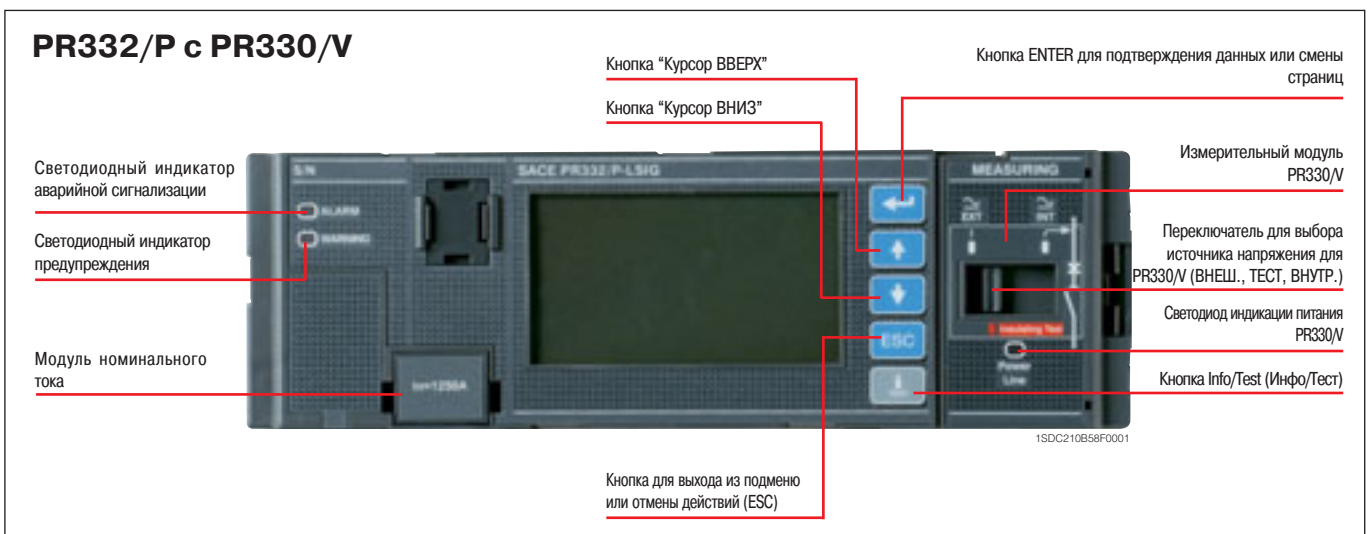 PR332/P с PR330/V
Кнопка “Курсор ВВЕРХ”
Кнопка “Курсор ВНИЗ”
Кнопка ENTER для подтверждения данных или смены
страниц
Светодиодный индикатор
аварийной сигнализации
Светодиодный индикатор
предупреждения
Модуль номинального
тока
S/N
ALARM
WARNING
In=1250A
SACE PR332/P-LSIG
ESC
i
MEASURING
EXT
INT
Insulating Test
Power
Line
Измерительный модуль
PR330/V
Переключатель для выбора
источника напряжения для
PR330/V (ВНЕШ., ТЕСТ, ВНУТР.)
Светодиод индикации питания
PR330/V
Кнопка Info/Test (Инфо/Тест)
1SDC210B58F0001
Кнопка для выхода из подменю
или отмены действий (ESC)